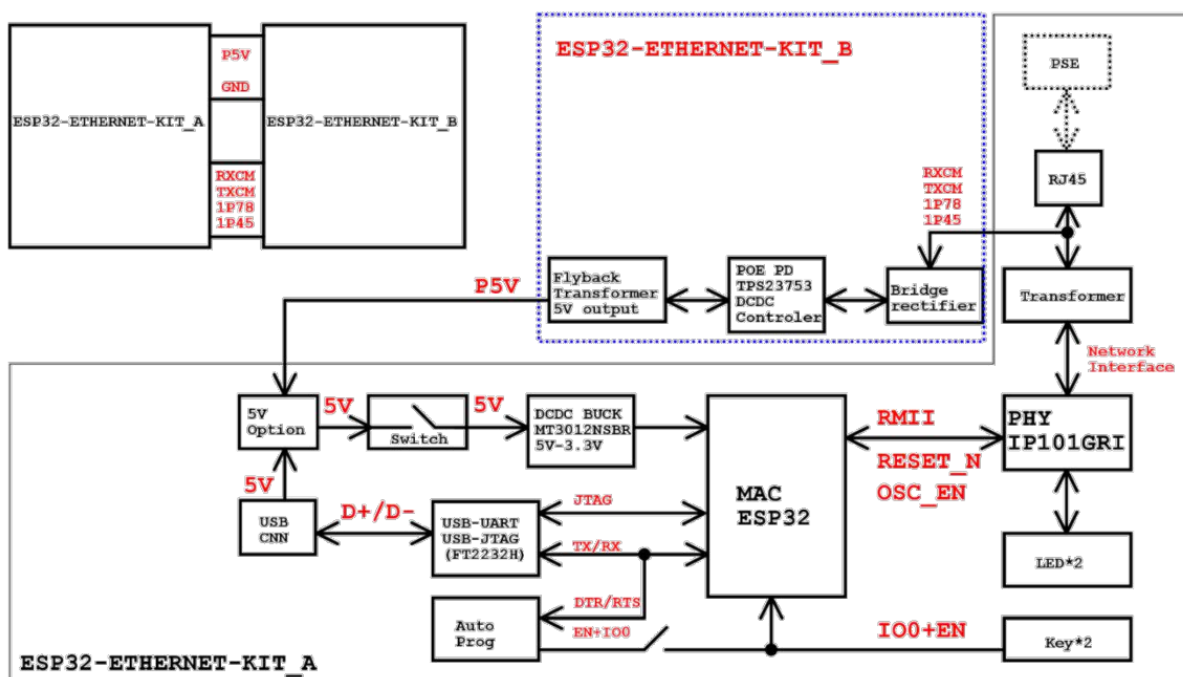 ESP32-ETHERNET-KIT_A
P5V
GND
RXCM
TXCM
1P78
1P45
ESP32-ETHERNET-KIT_B
ESP32-ETHERNET-KIT_B
PSE
RJ45
RXCM
TXCM
1P78
1P45
P5V
Flyback
Transformer
5V output
POE PD
TPS23753
DCDC
Controler
Bridge
rectifier
Transformer
Network
Interface
5V
Option
5V
Switch
5V
DCDC BUCK
MT3012NSBR
5V-3.3V
MAC
ESP32
RMII
RESET_N
OSC_EN
PHY
IP101GRI
5V
USB
CNN
D+/D-
USB-UART
USB-JTAG
(FT2232H)
JTAG
TX/RX
LED*2
DTR/RTS
Auto
Prog
EN+IO0
IO0+EN
Key*2
ESP32-ETHERNET-KIT_A